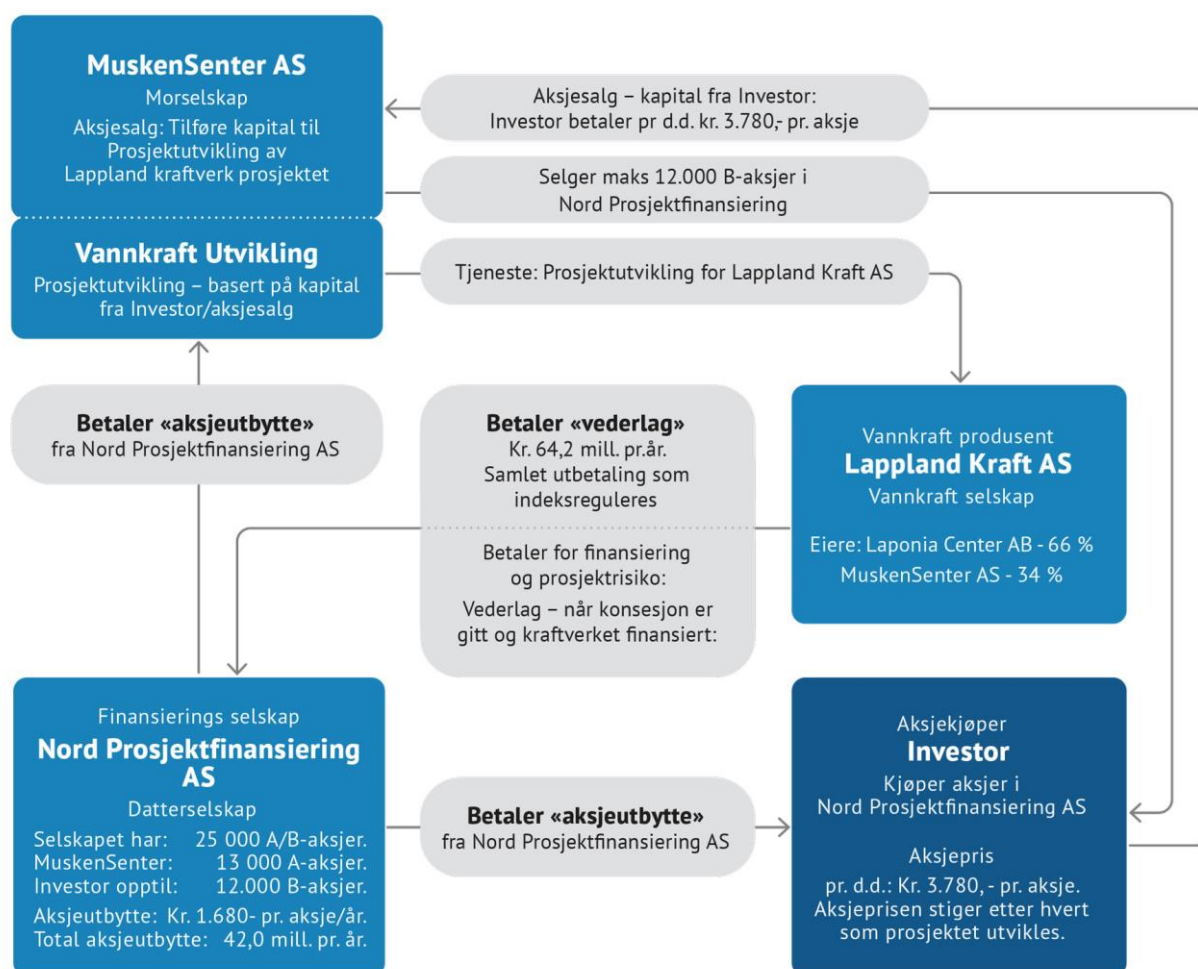 MuskenSenter AS
Morselskap
Aksjesalg: Tilføre kapital til
Prosjektutvikling av
Lappland kraftverk prosjektet
Vannkraft Utvikling
Prosjektutvikling – basert på kapital
fra Investor/aksjesalg
Aksjesalg – kapital fra Investor:
Investor betaler pr d.d. kr. 3.780,- pr. aksje
Selger maks 12.000 B-aksjer i
Nord Prosjektfinansiering
Tjeneste: Prosjektutvikling for Lappland Kraft AS
Betaler «aksjeutbytte»
fra Nord Prosjektfinansiering AS
Betaler «vederlag»
Kr. 64,2 mill. pr.år.
Samlet utbetaling som
indeksreguleres
Betaler for finansiering
og prosjektrisiko:
Vederlag – når konsesjon er
gitt og kraftverket finansiert:
Vannkraft produsent
Lappland Kraft AS
Vannkraft selskap
Eiere: Laponia Center AB - 66 %
MuskenSenter AS - 34 %
Finansierings selskap
Nord Prosjektfinansiering
AS
Datterselskap
Selskapet har: 25 000 A/B-aksjer.
MuskenSenter: 13 000 A-aksjer.
Investor opptil: 12.000 B-aksjer.
Aksjeutbytte: Kr. 1.680- pr. aksje/år.
Total aksjeutbytte: 42,0 mill. pr. år.
Betaler «aksjeutbytte»
fra Nord Prosjektfinansiering AS
Aksjekjøper
Investor
Kjøper aksjer i
Nord Prosjektfinansiering AS
Aksjepris
pr. d.d.: Kr. 3.780, - pr. aksje.
Aksjeprisen stiger etter hvert
som prosjektet utvikles.